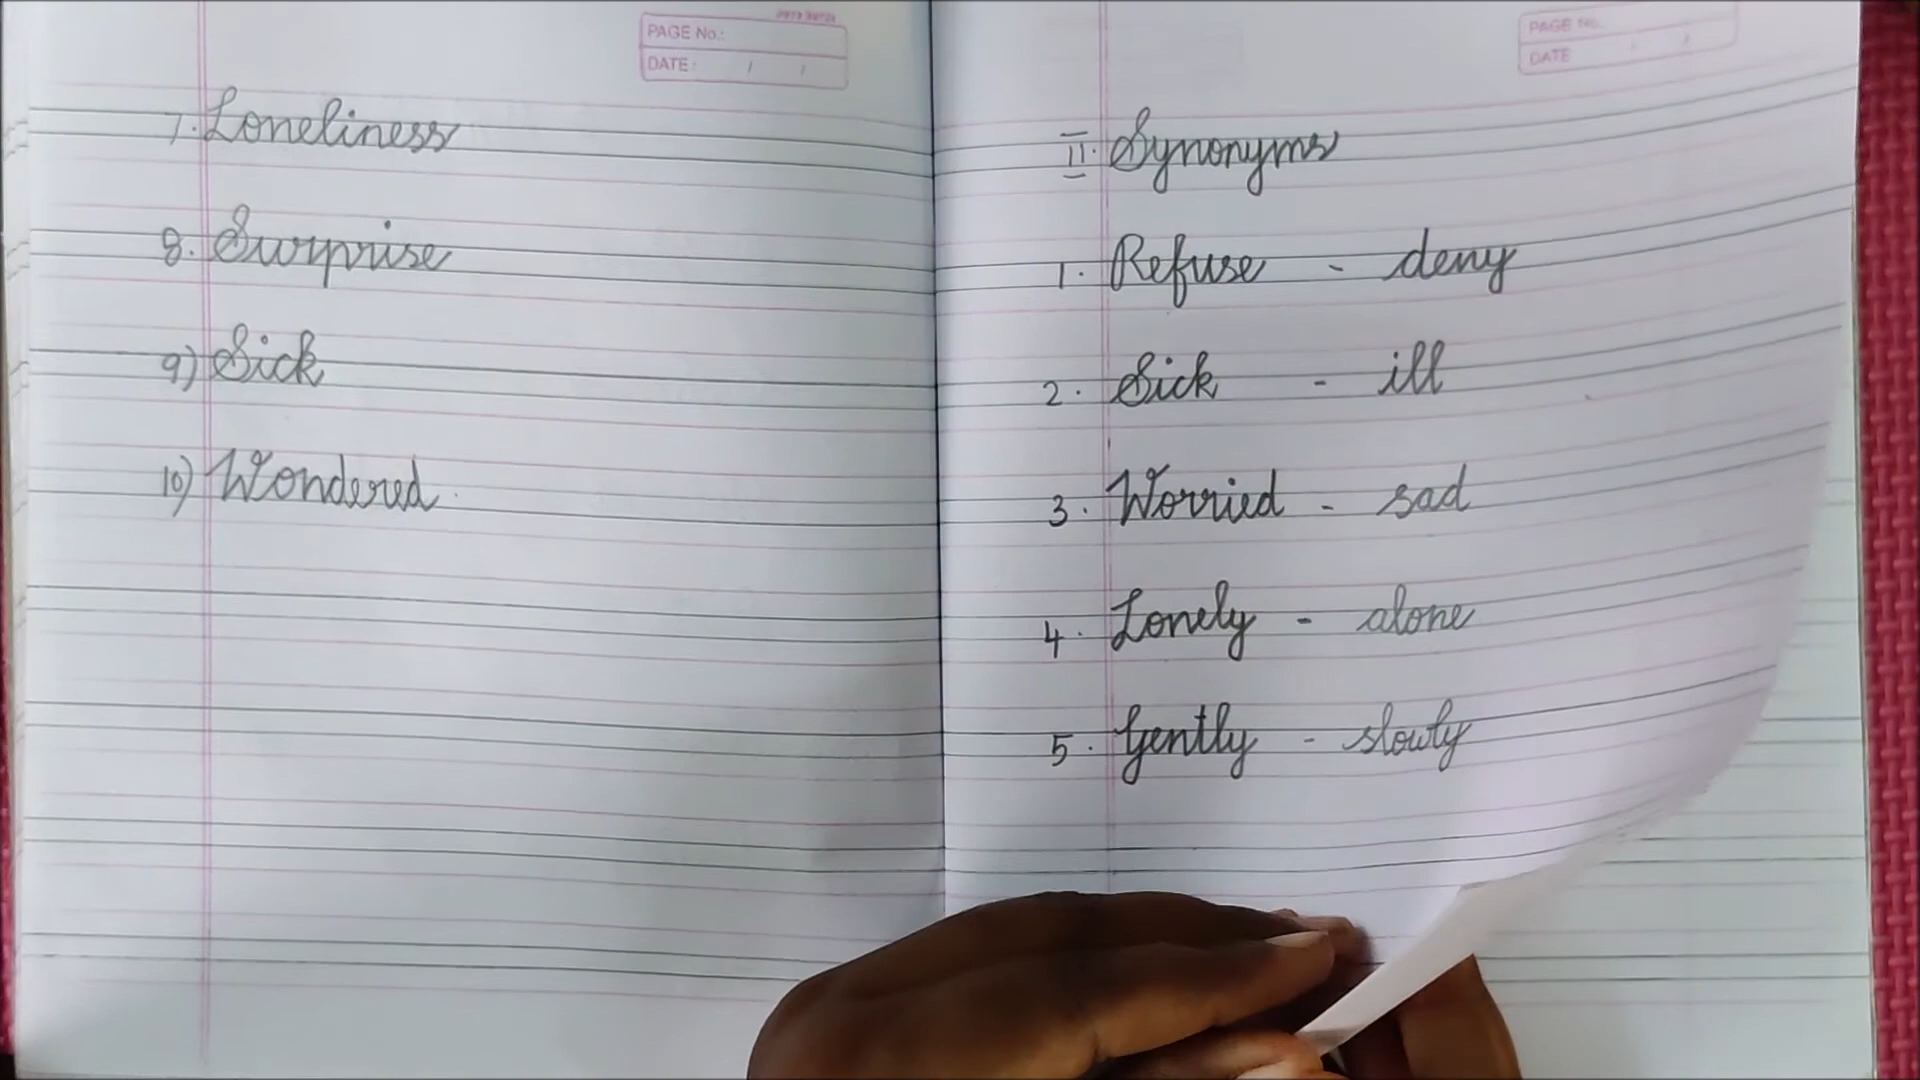 PAGE No.:
DATE: / /
7. Loneliness
8. Surprise
9) Sick
10) Wondered.
PAGE No.
DATE / /
II. Synonyms
1. Refuse - deny
2. Sick - ill
3. Worried - sad
4. Lonely - alone
5. Gently - slowly